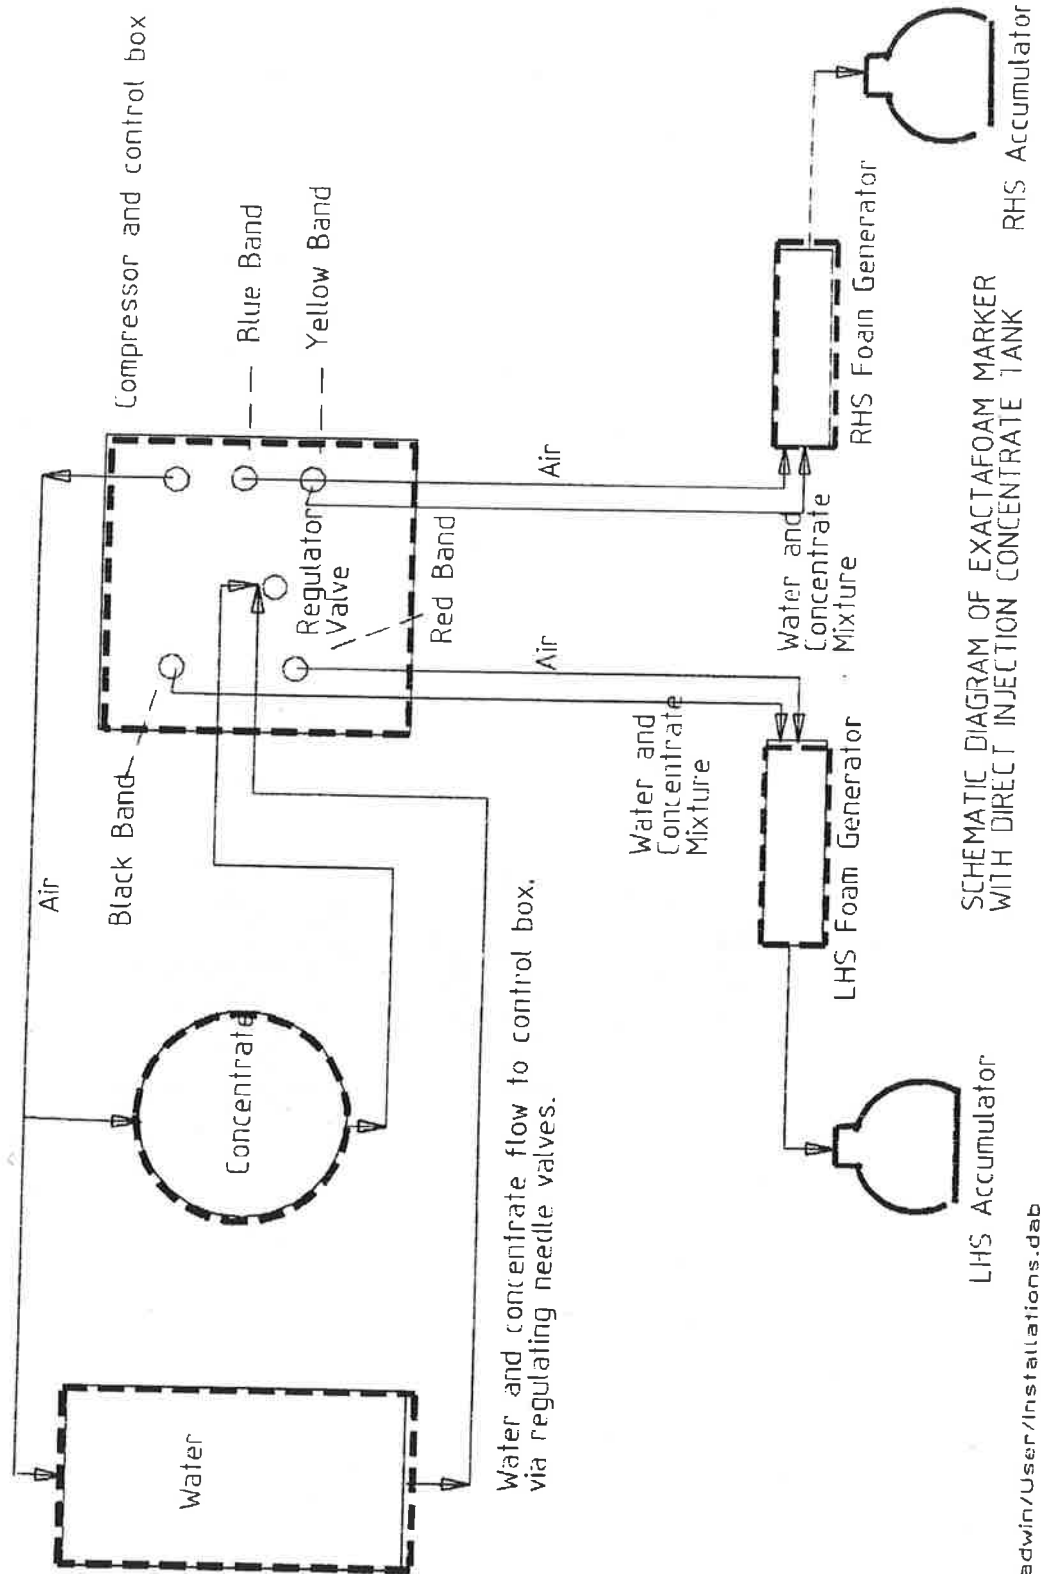 Compressor and control box
Air
Blue Band
Yellow Band
Black Band
Regulator
Valve
Red Band
Concentrate
Water
Water and concentrate flow to control box,
via regulating needle valves.
Air
Air
Water and
Concentrate
Mixture
Water and
Concentrate
Mixture
LHS Foam Generator
RHS Foam Generator
LHS Accumulator
RHS Accumulator
SCHEMATIC DIAGRAM OF EXACTAFOAM MARKER
WITH DIRECT INJECTION CONCENTRATE TANK
adwin/User/Installations.dab